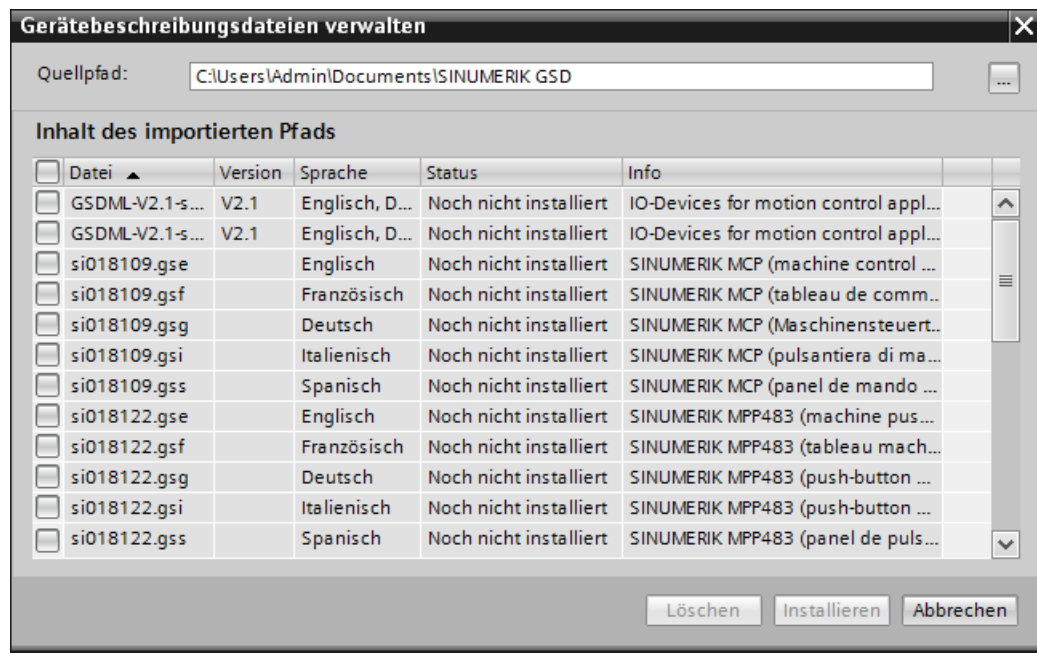 Gerätebeschreibungsdateien verwalten
Quellpfad: C:\Users\Admin\Documents\SINUMERIK GSD ...
Inhalt des importierten Pfads
Datei Version Sprache Status Info
GSDML-V2.1-s... V2.1 Englisch, D... Noch nicht installiert IO-Devices for motion control appl...
GSDML-V2.1-s... V2.1 Englisch, D... Noch nicht installiert IO-Devices for motion control appl...
si018109.gse Englisch Noch nicht installiert SINUMERIK MCP (machine control ...
si018109.gsf Französisch Noch nicht installiert SINUMERIK MCP (tableau de comm..
si018109.gsg Deutsch Noch nicht installiert SINUMERIK MCP (Maschinensteuert..
si018109.gsi Italienisch Noch nicht installiert SINUMERIK MCP (pulsantiera di ma...
si018109.gss Spanisch Noch nicht installiert SINUMERIK MCP (panel de mando ...
si018122.gse Englisch Noch nicht installiert SINUMERIK MPP483 (machine pus...
si018122.gsf Französisch Noch nicht installiert SINUMERIK MPP483 (tableau mach...
si018122.gsg Deutsch Noch nicht installiert SINUMERIK MPP483 (push-button ...
si018122.gsi Italienisch Noch nicht installiert SINUMERIK MPP483 (push-button ...
si018122.gss Spanisch Noch nicht installiert SINUMERIK MPP483 (panel de puls...
Löschen Installieren Abbrechen